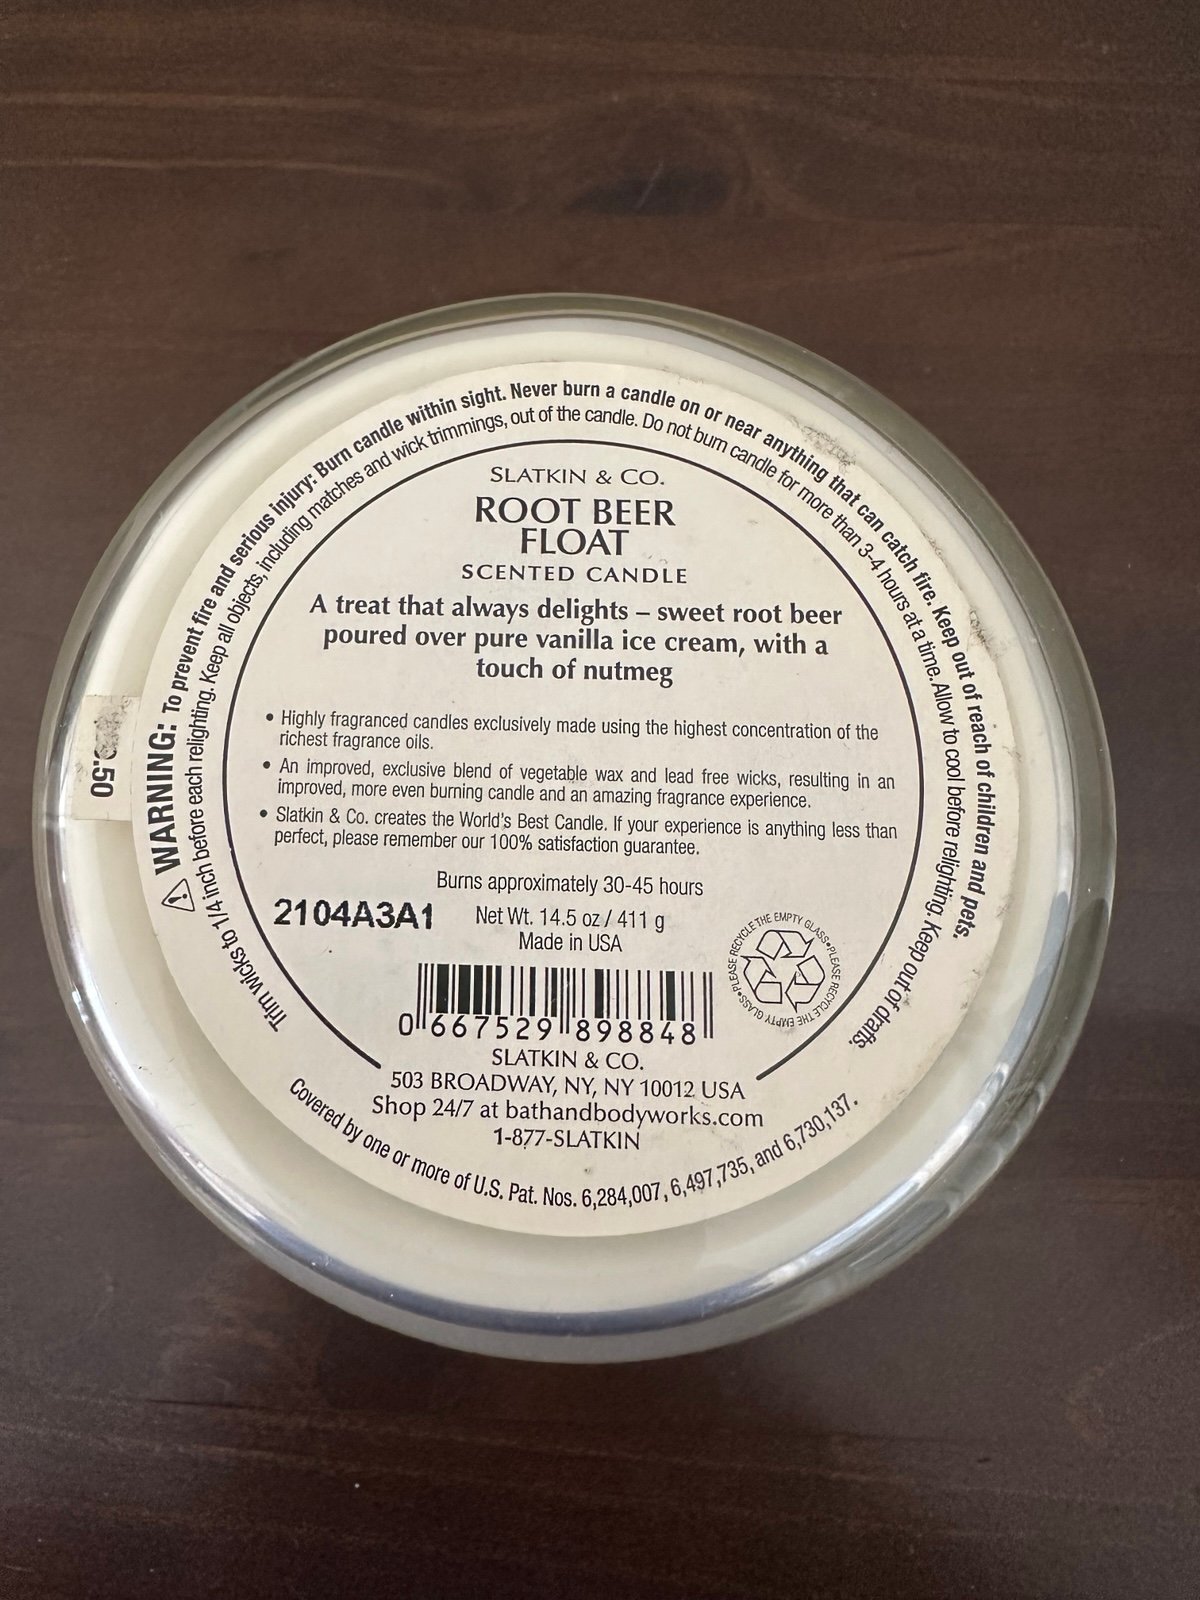 WARNING: To prevent fire and serious injury: Burn candle within sight. Never burn a candle on or near anything that can catch fire. Keep out of reach of children and pets.
Trim wicks to 1/4 inch before each relighting. Keep all objects, including matches and wick trimmings, out of the candle. Do not burn candle for more than 3-4 hours at a time. Allow to cool before relighting. Keep out of drafts.
SLATKIN & CO.
ROOT BEER
FLOAT
SCENTED CANDLE
A treat that always delights – sweet root beer
poured over pure vanilla ice cream, with a
touch of nutmeg
• Highly fragranced candles exclusively made using the highest concentration of the
richest fragrance oils.
• An improved, exclusive blend of vegetable wax and lead free wicks, resulting in an
improved, more even burning candle and an amazing fragrance experience.
• Slatkin & Co. creates the World's Best Candle. If your experience is anything less than
perfect, please remember our 100% satisfaction guarantee.
Burns approximately 30-45 hours
2104A3A1
Net Wt. 14.5 oz / 411 g
Made in USA
PLEASE RECYCLE THE EMPTY GLASS•PLEASE RECYCLE THE EMPTY GLASS•
0 667529 898848
SLATKIN & CO.
503 BROADWAY, NY, NY 10012 USA
Shop 24/7 at bathandbodyworks.com
1-877-SLATKIN
Covered by one or more of U.S. Pat. Nos. 6,284,007, 6,497,735, and 6,730,137.
.50